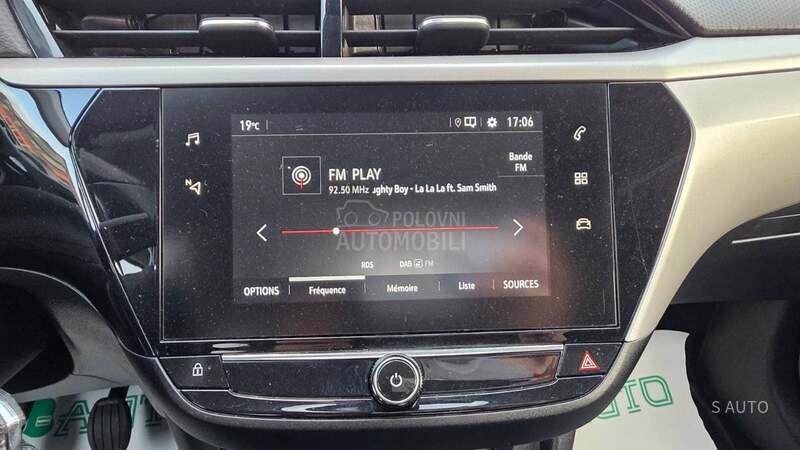 19°C 17:06
FM PLAY
Bande FM
92.50 MHz ughty Boy - La La La ft. Sam Smith
POLOVNI
AUTOMOBILI
RDS DAB FM
OPTIONS Fréquence Mémoire Liste SOURCES
S AUTO